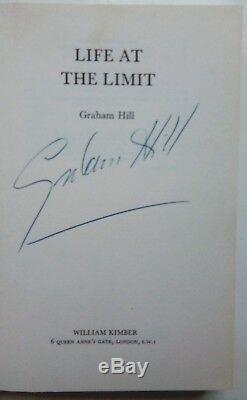 LIFE AT
THE LIMIT
Graham Hill
Graham Hill
WILLIAM KIMBER
6 QUEEN ANNE'S GATE, LONDON, S.W.1